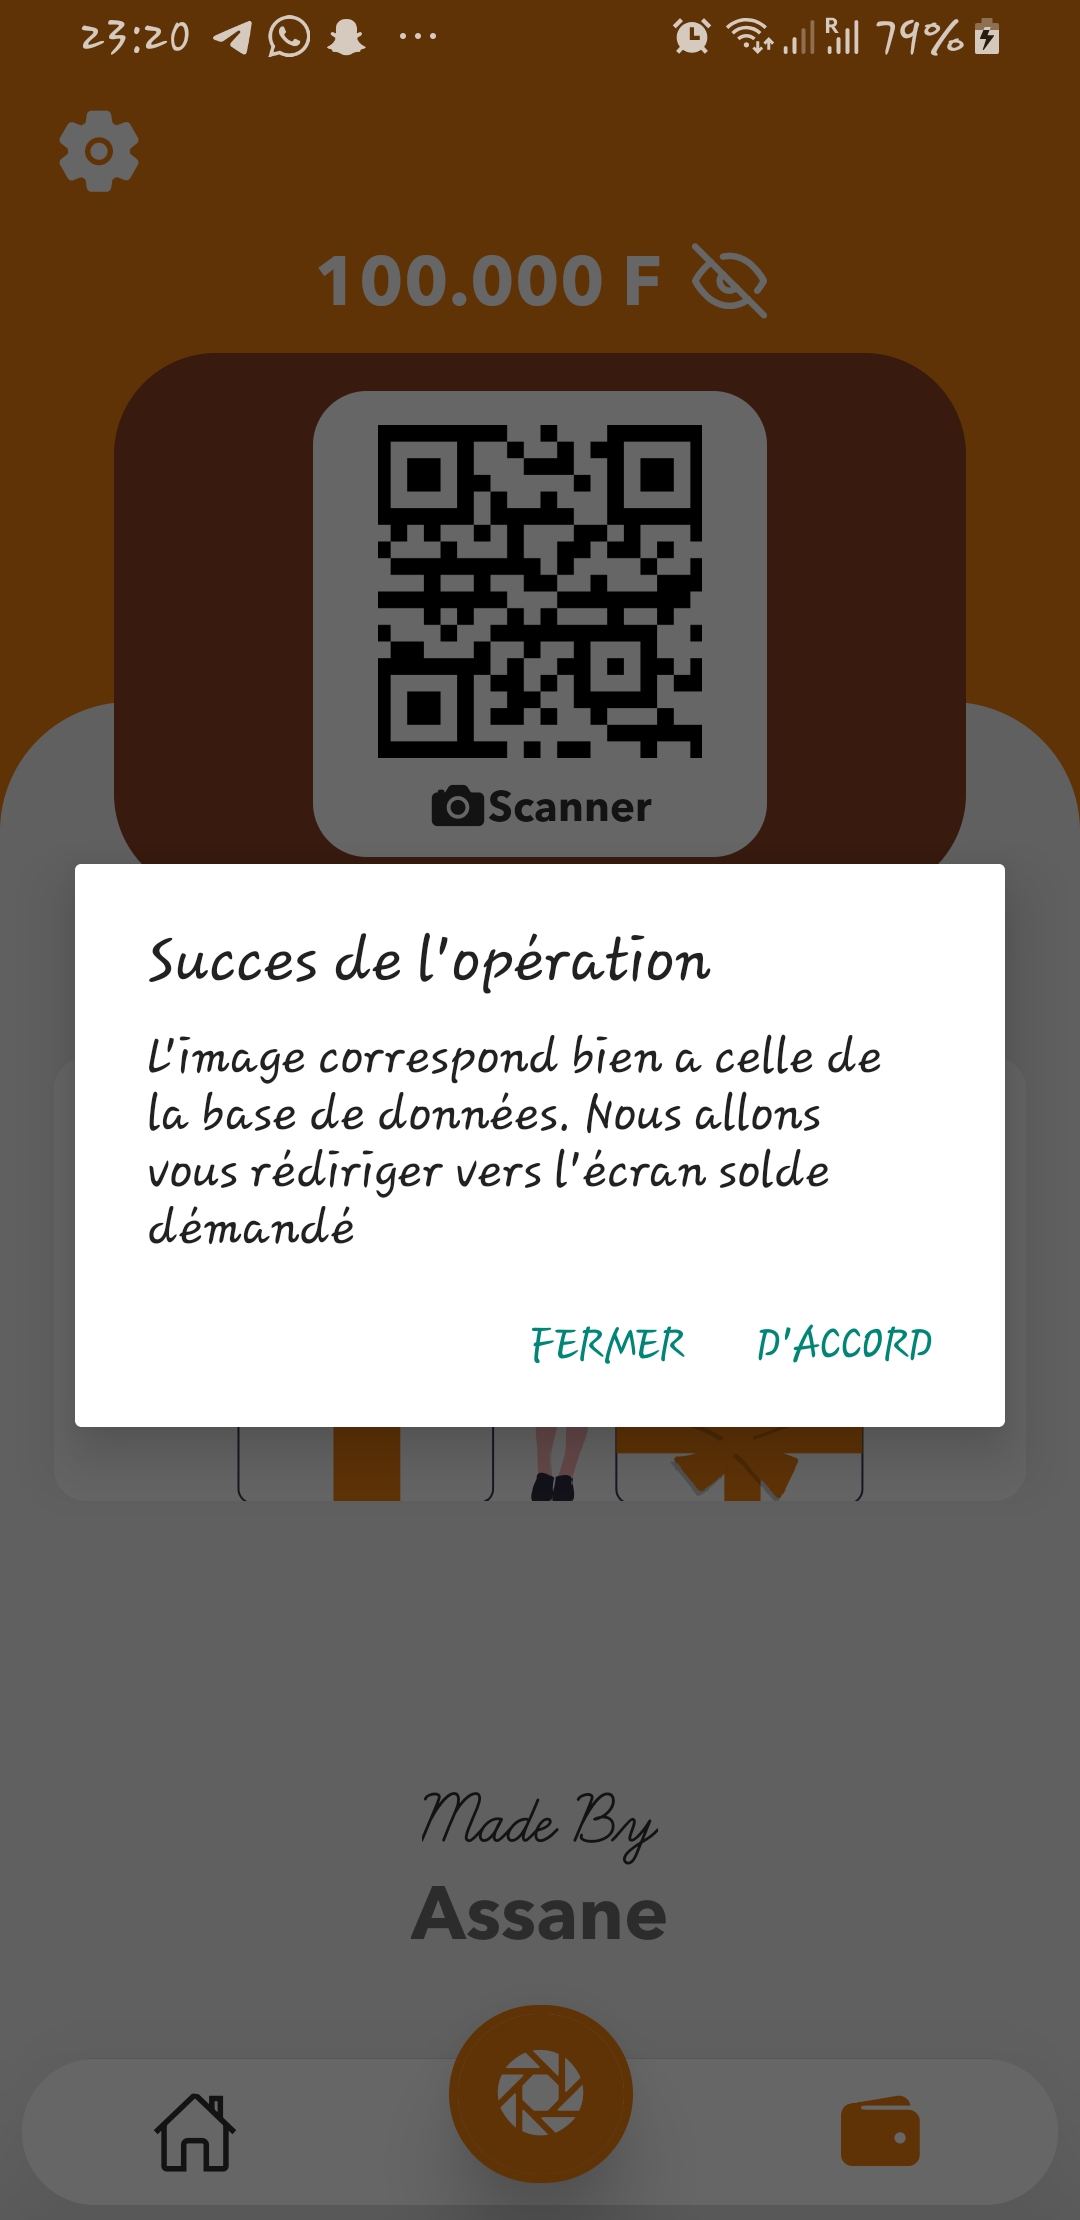 23:20
R
79%
100.000 F
Scanner
Succes de l'opération
L'image correspond bien a celle de
la base de données. Nous allons
vous rédiriger vers l'écran solde
démandé
FERMER
D'ACCORD
Made By
Assane